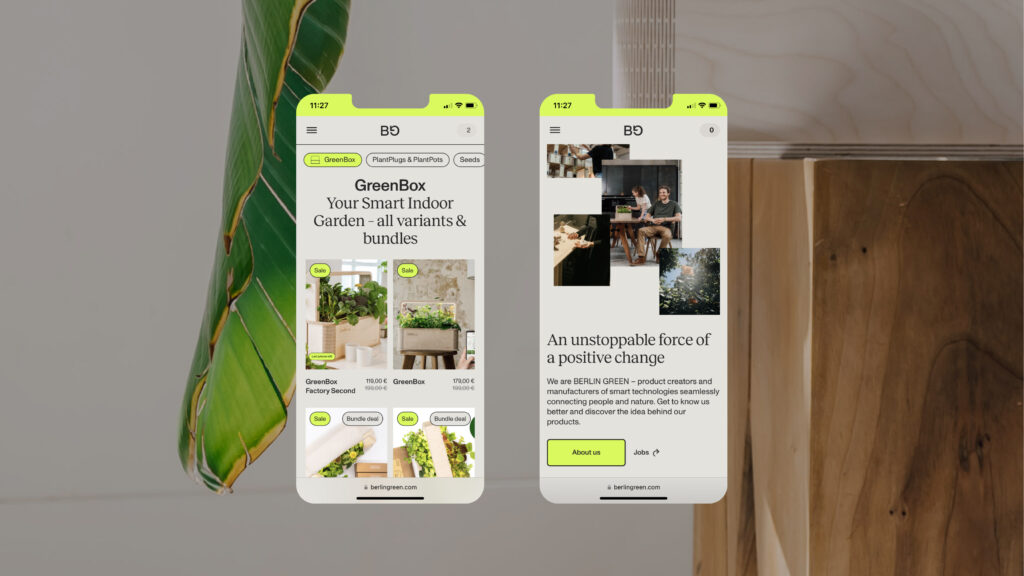 11:27
BG
2
GreenBox
PlantPlugs & PlantPots
Seeds
GreenBox
Your Smart Indoor
Garden – all variants &
bundles
Sale
Sale
GreenBox
Factory Second
119,00 €
GreenBox
179,00 €
199,00 €
Sale
Bundle deal
Sale
Bundle deal
berlingreen.com
11:27
BG
0
An unstoppable force of
a positive change
We are BERLIN GREEN – product creators and
manufacturers of smart technologies seamlessly
connecting people and nature. Get to know us
better and discover the idea behind our
products.
About us
Jobs
berlingreen.com